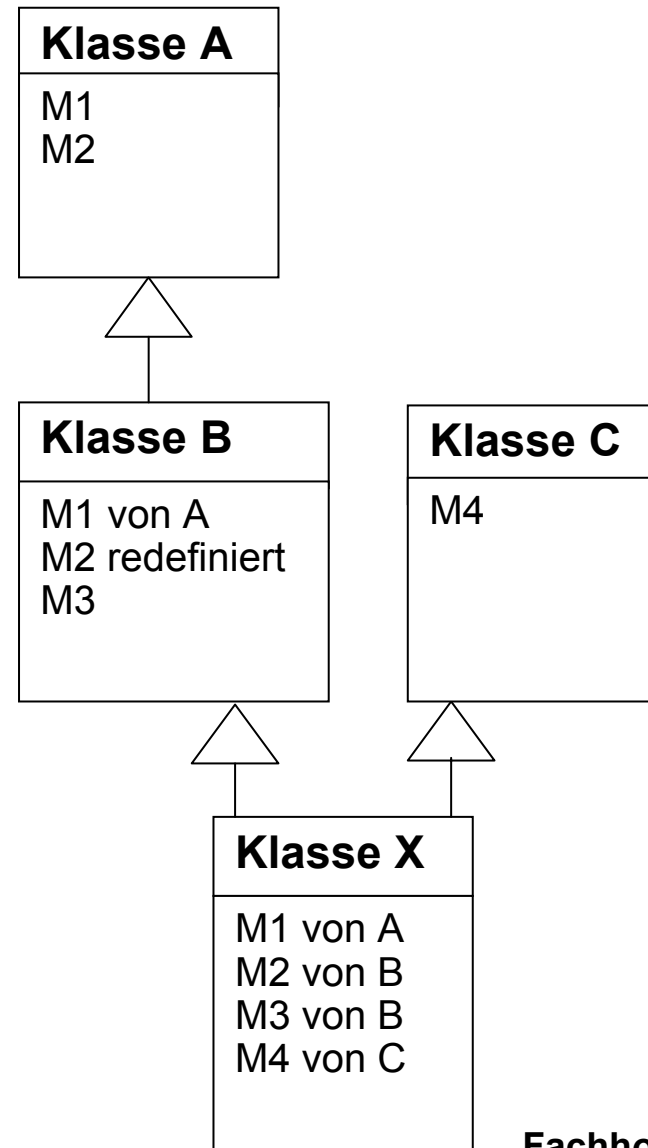 Klasse A
M1
M2
Klasse B
M1 von A
M2 redefiniert
M3
Klasse C
M4
Klasse X
M1 von A
M2 von B
M3 von B
M4 von C